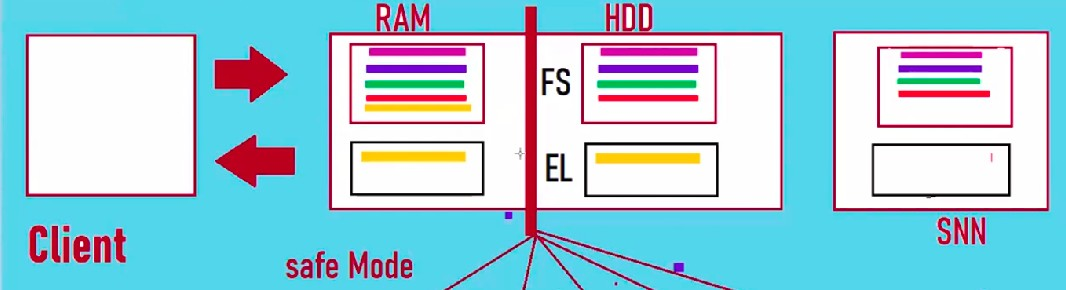 RAM
HDD
FS
EL
Client
SNN
safe Mode